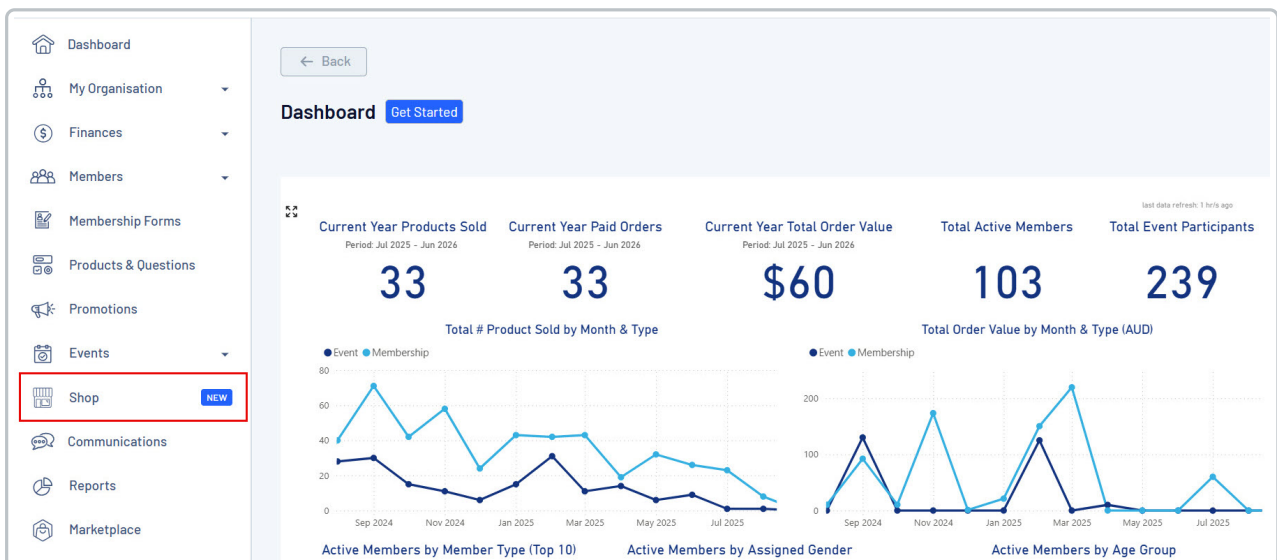 Dashboard
My Organisation
Finances
Members
Membership Forms
Products & Questions
Promotions
Events
Shop NEW
Communications
Reports
Marketplace
← Back
Dashboard Get Started
last data refresh: 1 hr/s ago
Current Year Products Sold
Period: Jul 2025 - Jun 2026
33
Current Year Paid Orders
Period: Jul 2025 - Jun 2026
33
Current Year Total Order Value
Period: Jul 2025 - Jun 2026
$60
Total Active Members
103
Total Event Participants
239
Total # Product Sold by Month & Type
Event Membership
80
60
40
20
0
Sep 2024 Nov 2024 Jan 2025 Mar 2025 May 2025 Jul 2025
Total Order Value by Month & Type (AUD)
Event Membership
200
100
0
Sep 2024 Nov 2024 Jan 2025 Mar 2025 May 2025 Jul 2025
Active Members by Member Type (Top 10)
Active Members by Assigned Gender
Active Members by Age Group